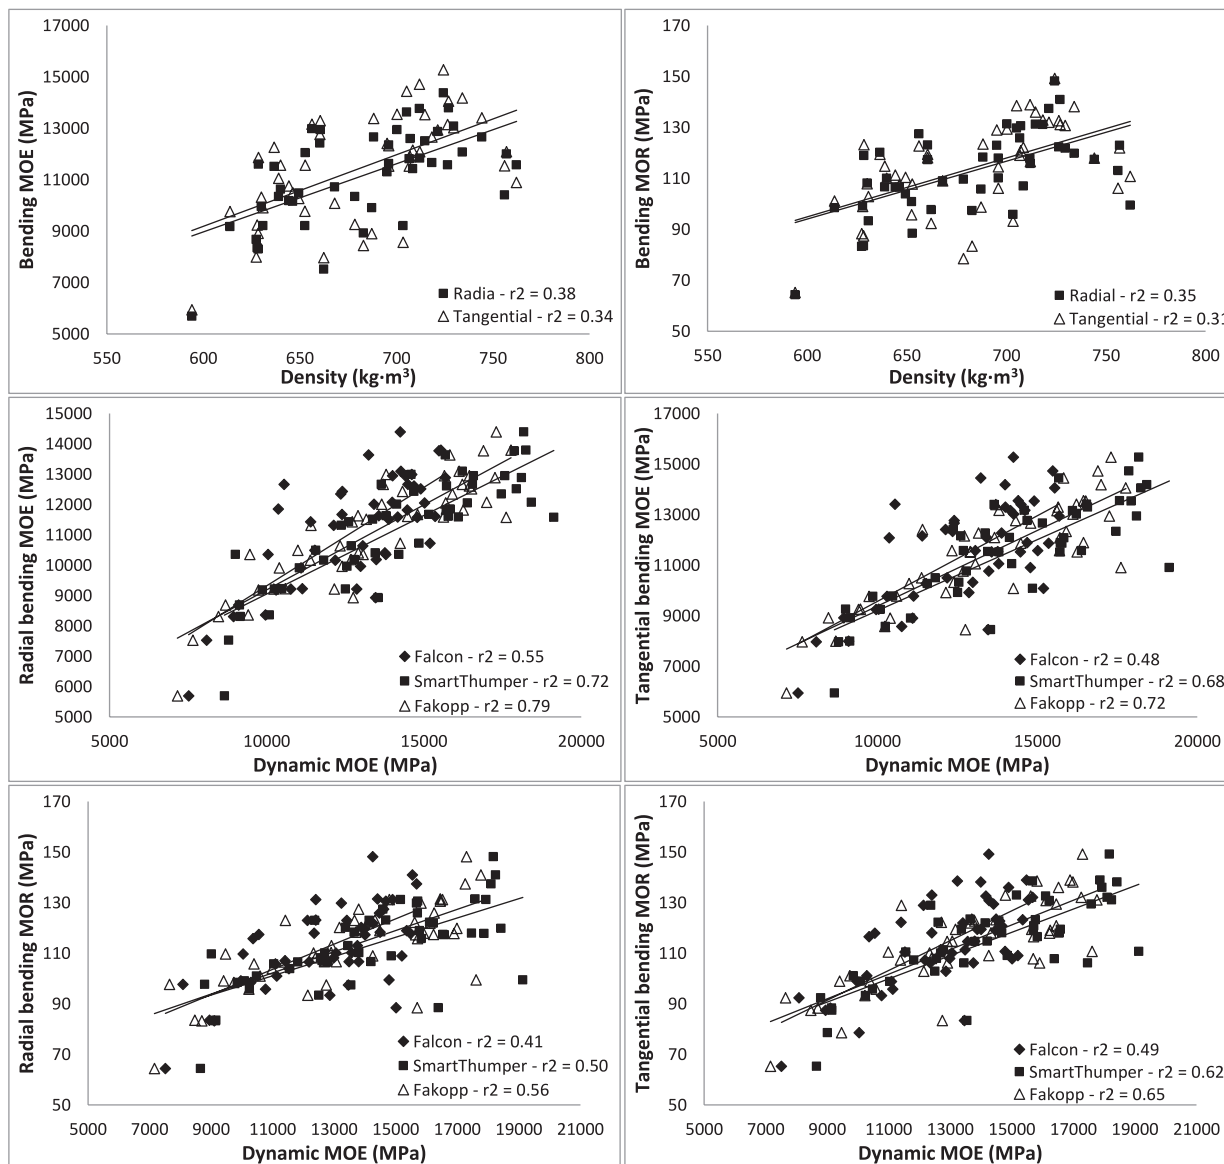 17000
15000
13000
11000
9000
7000
5000
Bending MOE (MPa)
Radia - r2 = 0.38
Tangential - r2 = 0.34
550 600 650 700 750 800
Density (kg·m³)
170
150
130
110
90
70
50
Bending MOR (MPa)
Radial - r2 = 0.35
Tangential - r2 = 0.31
550 600 650 700 750 800
Density (kg·m³)
15000
14000
13000
12000
11000
10000
9000
8000
7000
6000
5000
Radial bending MOE (MPa)
Falcon - r2 = 0.55
SmartThumper - r2 = 0.72
Fakopp - r2 = 0.79
5000 10000 15000 20000
Dynamic MOE (MPa)
17000
15000
13000
11000
9000
7000
5000
Tangential bending MOE (MPa)
Falcon - r2 = 0.48
SmartThumper - r2 = 0.68
Fakopp - r2 = 0.72
5000 10000 15000 20000
Dynamic MOE (MPa)
170
150
130
110
90
70
50
Radial bending MOR (MPa)
Falcon - r2 = 0.41
SmartThumper - r2 = 0.50
Fakopp - r2 = 0.56
5000 7000 9000 11000 13000 15000 17000 19000 21000
Dynamic MOE (MPa)
170
150
130
110
90
70
50
Tangential bending MOR (MPa)
Falcon - r2 = 0.49
SmartThumper - r2 = 0.62
Fakopp - r2 = 0.65
5000 7000 9000 11000 13000 15000 17000 19000 21000
Dynamic MOE (MPa)